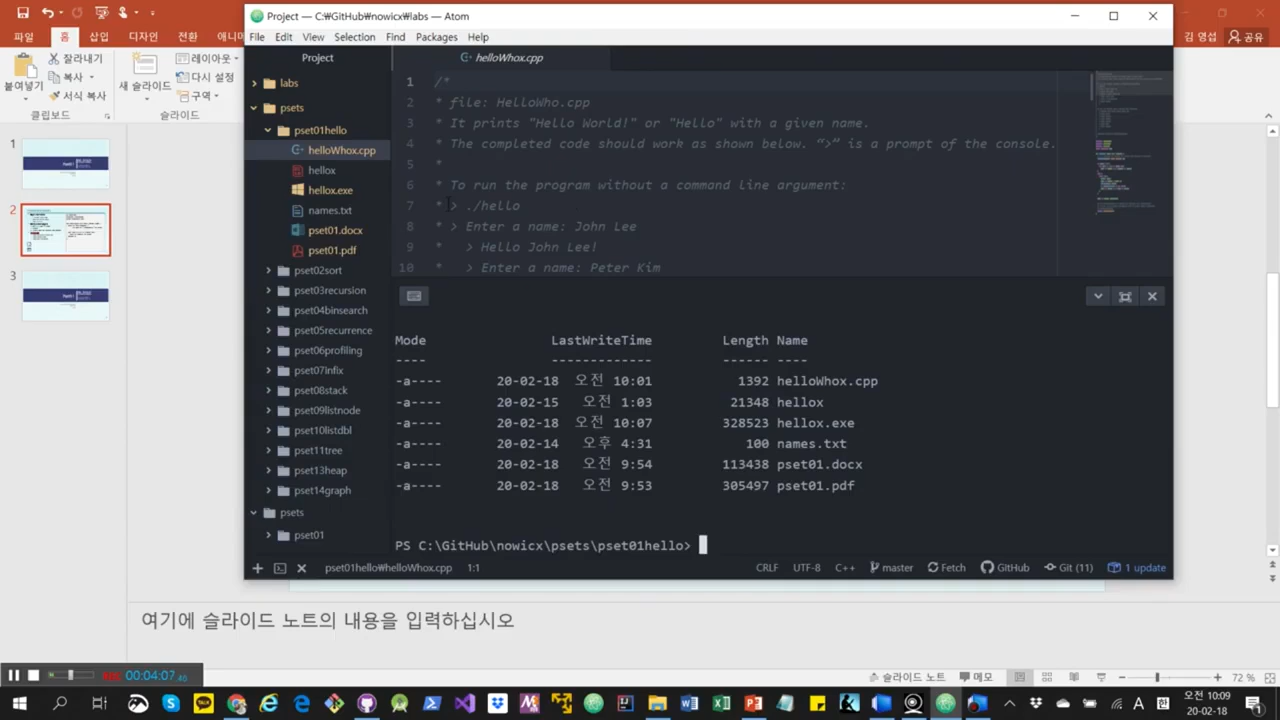 Project — C:₩GitHub₩nowicx₩labs — Atom
파일 홈 삽입 디자인 전환 애니
File Edit View Selection Find Packages Help
김 영섭 공유
붙여넣기
잘라내기
복사
서식 복사
클립보드
새 슬라이드
레이아웃
다시 설정
구역
슬라이드
Project
labs
psets
pset01hello
helloWhox.cpp
hellox
hellox.exe
names.txt
pset01.docx
pset01.pdf
pset02sort
pset03recursion
pset04binsearch
pset05recurrence
pset06profiling
pset07Infix
pset08stack
pset09listnode
pset10listdbl
pset11tree
pset13heap
pset14graph
psets
pset01
helloWhox.cpp
1 /*
2 * file: HelloWho.cpp
3 * It prints "Hello World!" or "Hello" with a given name.
4 * The completed code should work as shown below. “>” is a prompt of the console.
5 *
6 * To run the program without a command line argument:
7 * > ./hello
8 * > Enter a name: John Lee
9 * > Hello John Lee!
10 * > Enter a name: Peter Kim
Mode LastWriteTime Length Name
---- ------------- ------ ----
-a---- 20-02-18 오전 10:01 1392 helloWhox.cpp
-a---- 20-02-15 오전 1:03 21348 hellox
-a---- 20-02-18 오전 10:07 328523 hellox.exe
-a---- 20-02-14 오후 4:31 100 names.txt
-a---- 20-02-18 오전 9:54 113438 pset01.docx
-a---- 20-02-18 오전 9:53 305497 pset01.pdf
PS C:\GitHub\nowicx\psets\pset01hello>
pset01hello₩helloWhox.cpp 1:1 CRLF UTF-8 C++ master Fetch GitHub Git (11) 1 update
1
2
3
여기에 슬라이드 노트의 내용을 입력하십시오
REC 00:04:07.40
슬라이드 노트 메모 72 %
오전 10:09
20-02-18